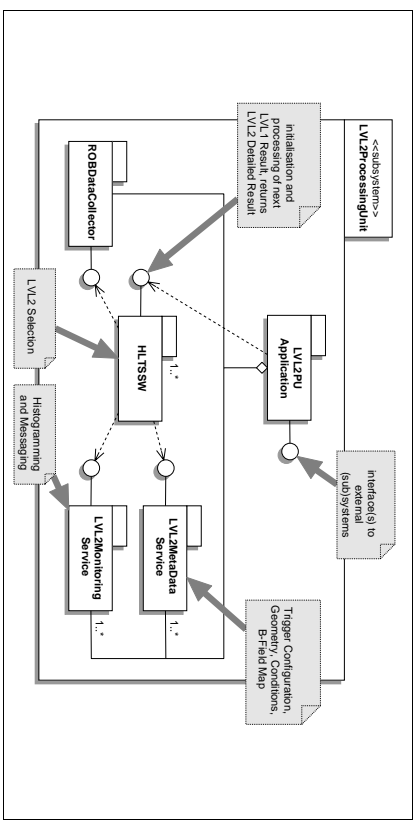 <<subsystem>>
LVL2ProcessingUnit
initialisation and
processing of next
LVL1 Result, returns
LVL2 Detailed Result
LVL2PU
Application
interface(s) to
external
(sub)systems
ROBDataCollector
HLTSSW
1..*
LVL2MetaData
Service
1..*
LVL2Monitoring
Service
1..*
LVL2 Selection
Histogramming
and Messaging
Trigger Configuration,
Geometry, Conditions,
B-Field Map